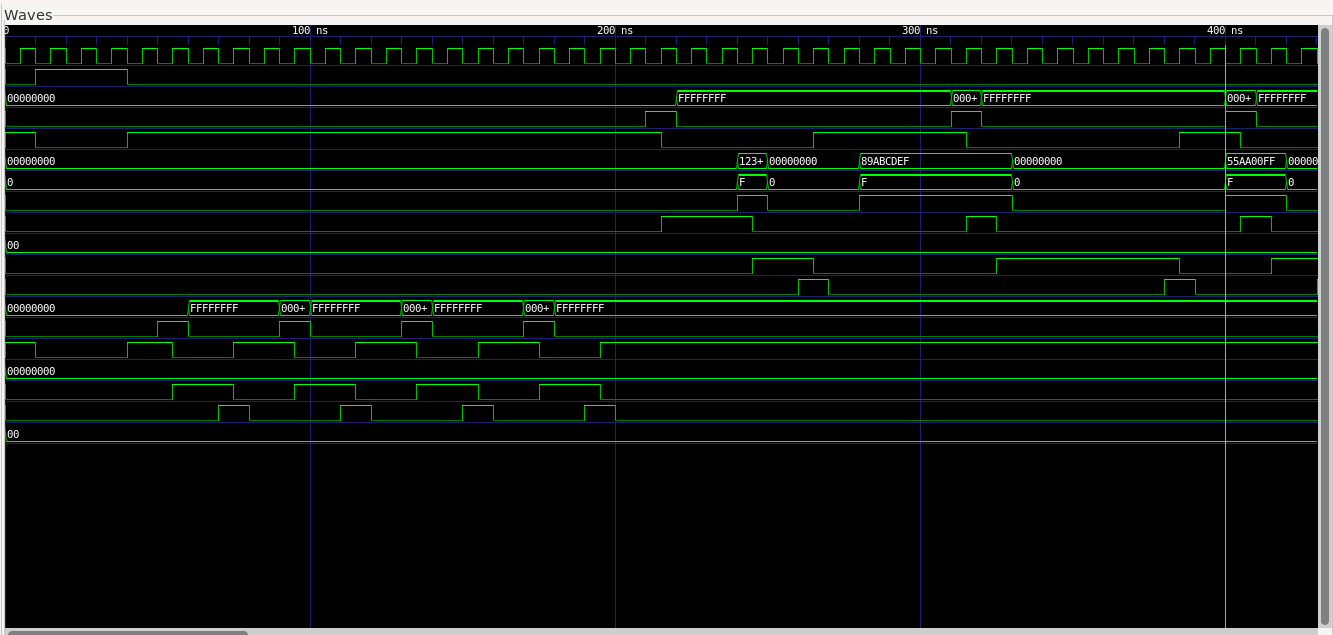 Waves
0 100 ns 200 ns 300 ns 400 ns
00000000 FFFFFFFF 000+ FFFFFFFF 000+ FFFFFFFF
00000000 123+ 00000000 89ABCDEF 00000000 55AA00FF 00000
0 F 0 F 0 F 0
00
00000000 FFFFFFFF 000+ FFFFFFFF 000+ FFFFFFFF 000+ FFFFFFFF
00000000
00